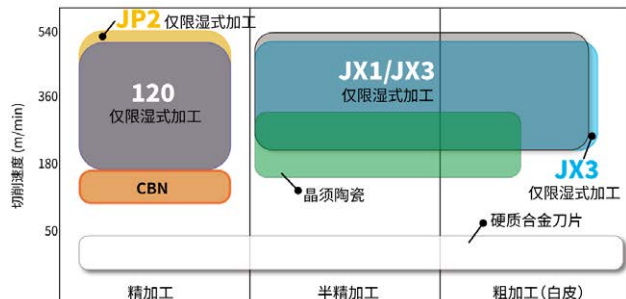 JP2 仅限湿式加工
540
120
仅限湿式加工
JX1/JX3
仅限湿式加工
360
切削速度 (m/min)
180
CBN
晶须陶瓷
JX3
仅限湿式加工
硬质合金刀片
50
精加工
半精加工
粗加工(白皮)